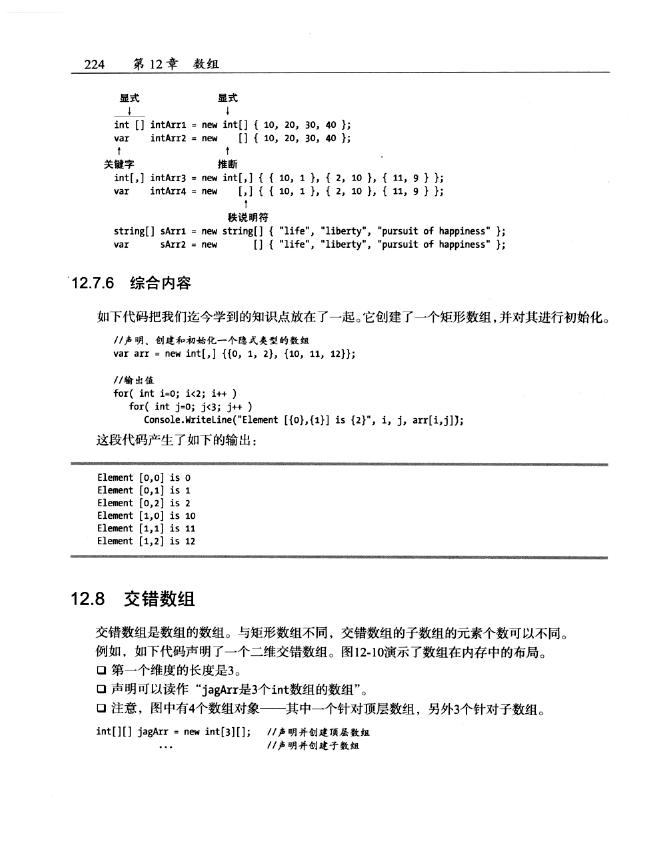 224 第12章 数组
显式 显式
↓ ↓
int [] intArr1 = new int[] { 10, 20, 30, 40 };
var intArr2 = new [] { 10, 20, 30, 40 };
↑ ↑
关键字 推断
int[,] intArr3 = new int[,] { { 10, 1 }, { 2, 10 }, { 11, 9 } };
var intArr4 = new [,] { { 10, 1 }, { 2, 10 }, { 11, 9 } };
↑
秩说明符
string[] sArr1 = new string[] { "life", "liberty", "pursuit of happiness" };
var sArr2 = new [] { "life", "liberty", "pursuit of happiness" };
12.7.6 综合内容
如下代码把我们迄今学到的知识点放在了一起。它创建了一个矩形数组,并对其进行初始化。
//声明、创建和初始化一个隐式类型的数组
var arr = new int[,] {{0, 1, 2}, {10, 11, 12}};
//输出值
for( int i=0; i<2; i++ )
for( int j=0; j<3; j++ )
Console.WriteLine("Element [{0},{1}] is {2}", i, j, arr[i,j]);
这段代码产生了如下的输出:
Element [0,0] is 0
Element [0,1] is 1
Element [0,2] is 2
Element [1,0] is 10
Element [1,1] is 11
Element [1,2] is 12
12.8 交错数组
交错数组是数组的数组。与矩形数组不同,交错数组的子数组的元素个数可以不同。
例如,如下代码声明了一个二维交错数组。图12-10演示了数组在内存中的布局。
❑ 第一个维度的长度是3。
❑ 声明可以读作“jagArr是3个int数组的数组”。
❑ 注意,图中有4个数组对象——其中一个针对顶层数组,另外3个针对子数组。
int[][] jagArr = new int[3][]; //声明并创建顶层数组
... //声明并创建子数组